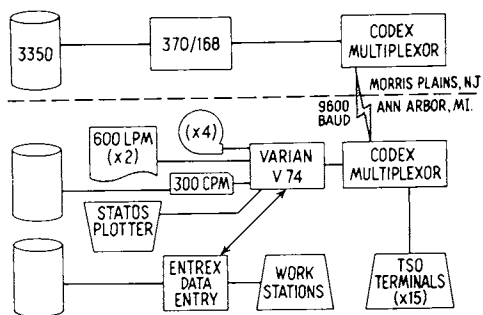 3350
370/168
CODEX
MULTIPLEXOR
MORRIS PLAINS, NJ
9600
BAUD
ANN ARBOR, MI.
600 LPM
(x2)
(x4)
300 CPM
VARIAN
V 74
CODEX
MULTIPLEXOR
STATOS
PLOTTER
ENTREX
DATA
ENTRY
WORK
STATIONS
TSO
TERMINALS
(x15)